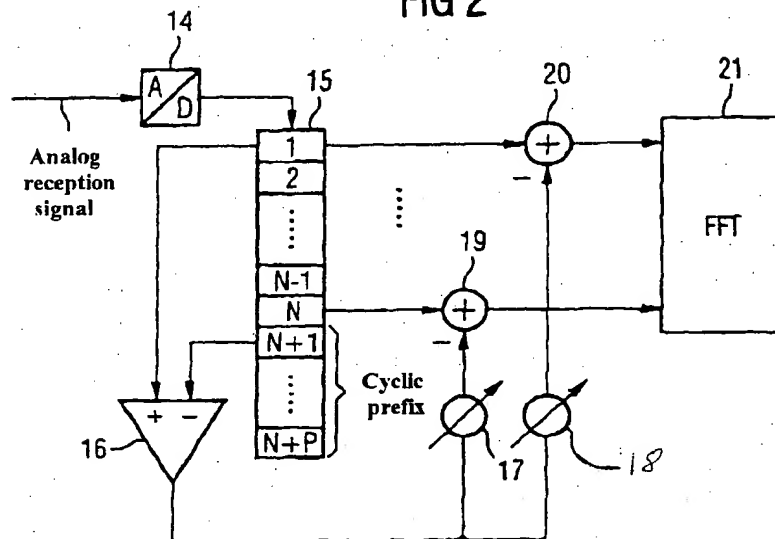 FIG 2
14
A
D
15
20
21
Analog
reception
signal
1
+
2
−
......
.....
FFT
19
N-1
N
+
N+1
−
Cyclic
prefix
......
+ −
16
N+P
17
18